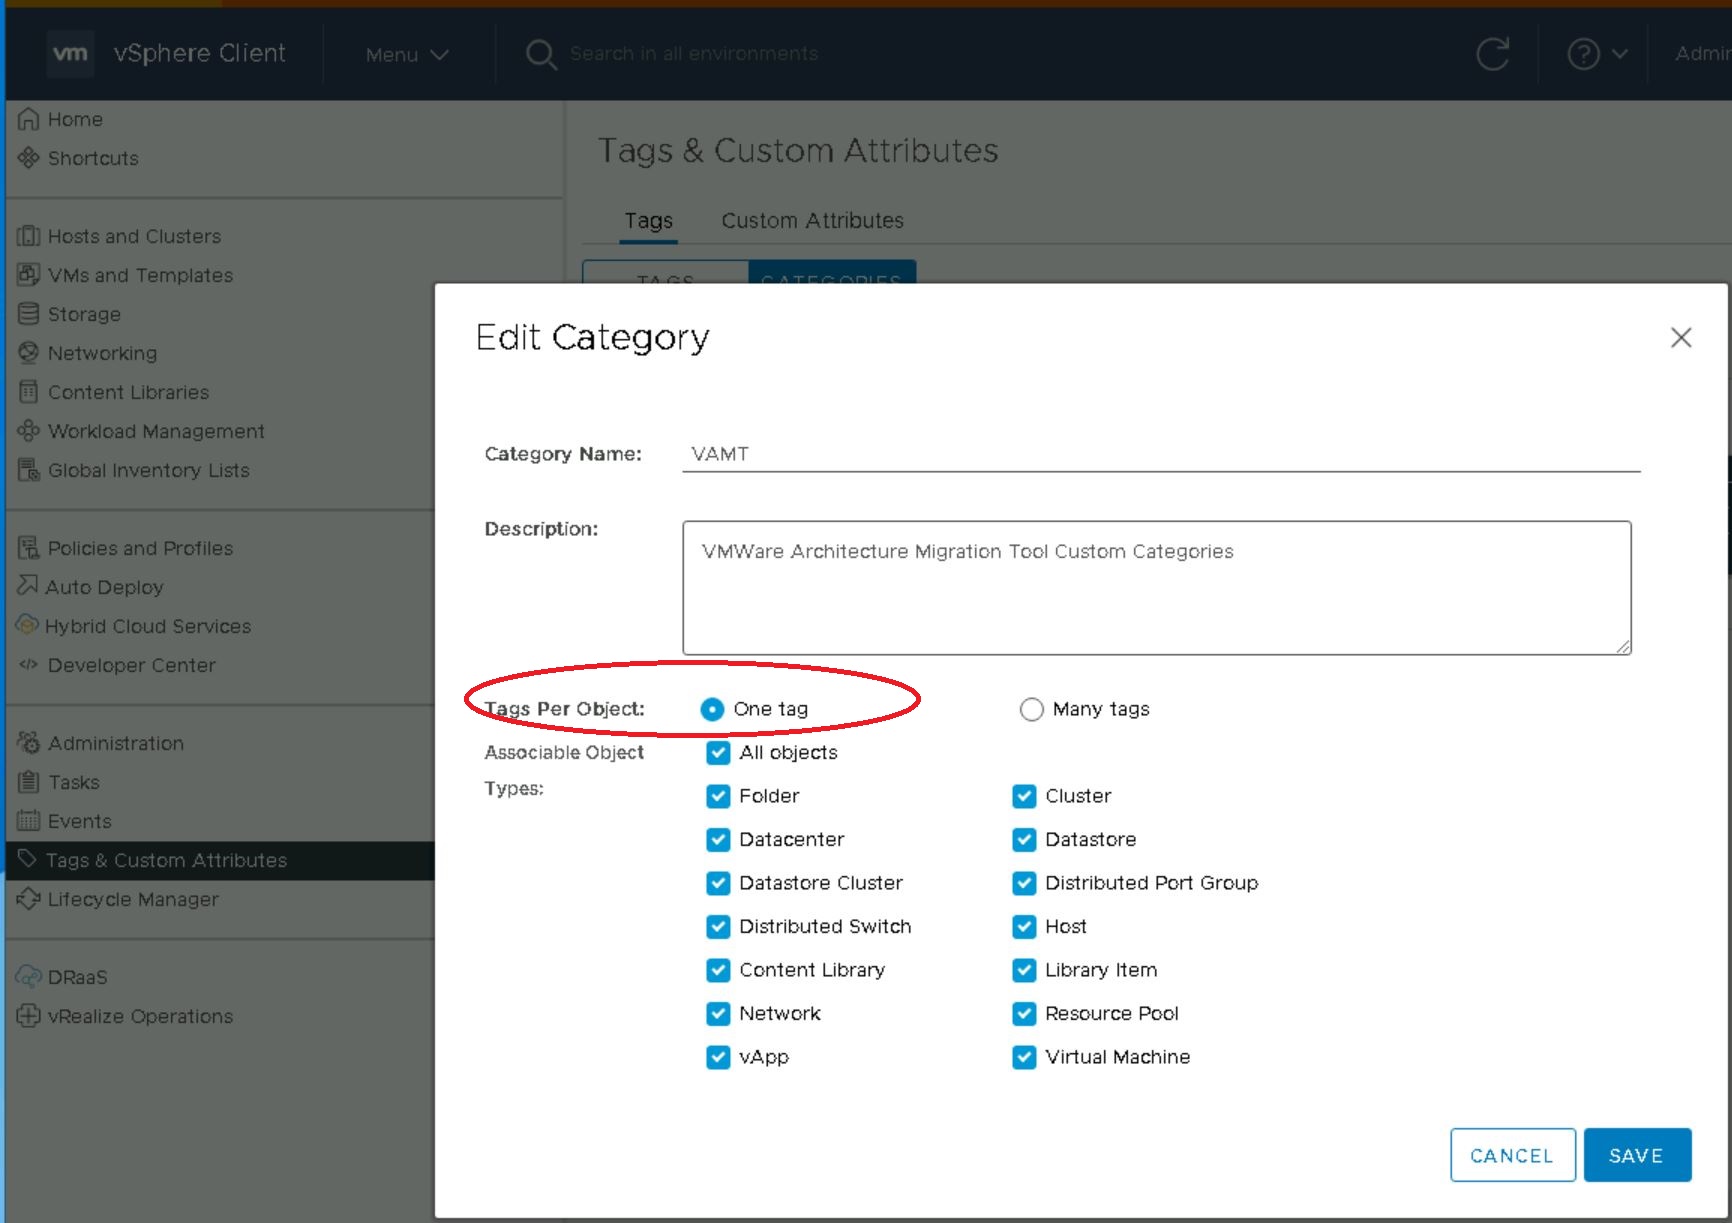 vm vSphere Client Menu Search in all environments
Home
Shortcuts
Hosts and Clusters
VMs and Templates
Storage
Networking
Content Libraries
Workload Management
Global Inventory Lists
Policies and Profiles
Auto Deploy
Hybrid Cloud Services
Developer Center
Administration
Tasks
Events
Tags & Custom Attributes
Lifecycle Manager
DRaaS
vRealize Operations
Tags & Custom Attributes
Tags Custom Attributes
TAGS CATEGORIES
Edit Category
Category Name: VAMT
Description: VMWare Architecture Migration Tool Custom Categories
Tags Per Object: One tag Many tags
Associable Object Types:
All objects
Folder Cluster
Datacenter Datastore
Datastore Cluster Distributed Port Group
Distributed Switch Host
Content Library Library Item
Network Resource Pool
vApp Virtual Machine
CANCEL SAVE